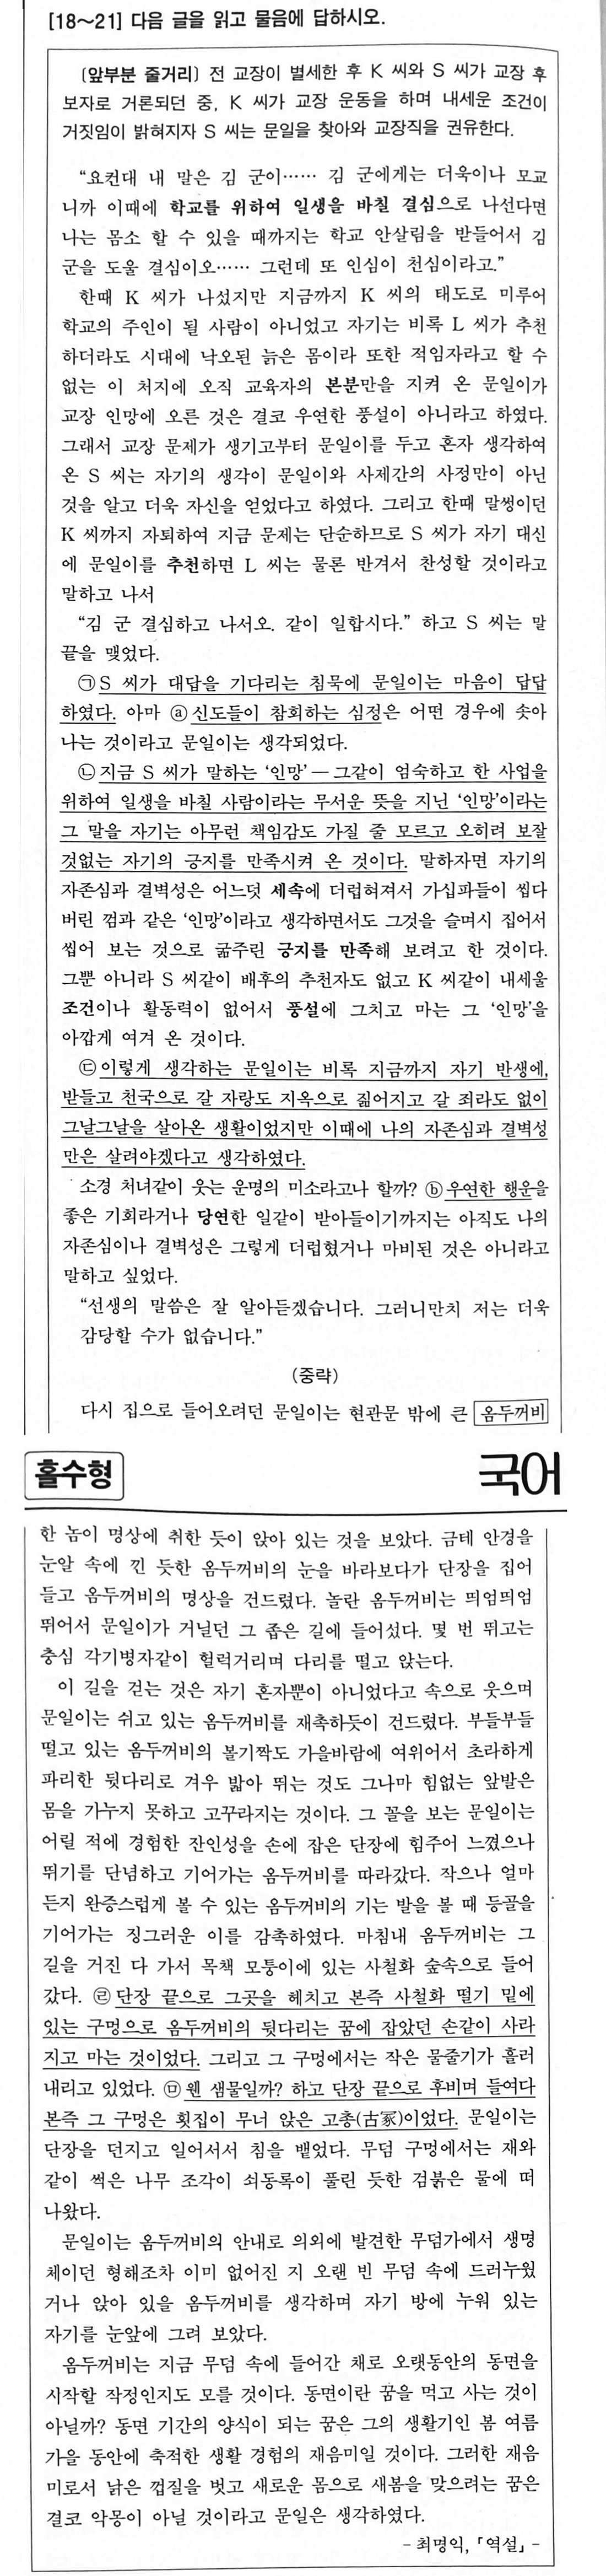 [18～21] 다음 글을 읽고 물음에 답하시오.
〔앞부분 줄거리〕 전 교장이 별세한 후 K 씨와 S 씨가 교장 후
보자로 거론되던 중, K 씨가 교장 운동을 하며 내세운 조건이
거짓임이 밝혀지자 S 씨는 문일을 찾아와 교장직을 권유한다.
“요컨대 내 말은 김 군이…… 김 군에게는 더욱이나 모교
니까 이때에 학교를 위하여 일생을 바칠 결심으로 나선다면
나는 몸소 할 수 있을 때까지는 학교 안살림을 받들어서 김
군을 도울 결심이오…… 그런데 또 인심이 천심이라고.”
한때 K 씨가 나섰지만 지금까지 K 씨의 태도로 미루어
학교의 주인이 될 사람이 아니었고 자기는 비록 L 씨가 추천
하더라도 시대에 낙오된 늙은 몸이라 또한 적임자라고 할 수
없는 이 처지에 오직 교육자의 본분만을 지켜 온 문일이가
교장 인망에 오른 것은 결코 우연한 풍설이 아니라고 하였다.
그래서 교장 문제가 생기고부터 문일이를 두고 혼자 생각하여
온 S 씨는 자기의 생각이 문일이와 사제간의 사정만이 아닌
것을 알고 더욱 자신을 얻었다고 하였다. 그리고 한때 말썽이던
K 씨까지 자퇴하여 지금 문제는 단순하므로 S 씨가 자기 대신
에 문일이를 추천하면 L 씨는 물론 반겨서 찬성할 것이라고
말하고 나서
“김 군 결심하고 나서오. 같이 일합시다.” 하고 S 씨는 말
끝을 맺었다.
㉠S 씨가 대답을 기다리는 침묵에 문일이는 마음이 답답
하였다. 아마 ⓐ신도들이 참회하는 심정은 어떤 경우에 솟아
나는 것이라고 문일이는 생각되었다.
㉡지금 S 씨가 말하는 ‘인망’ — 그같이 엄숙하고 한 사업을
위하여 일생을 바칠 사람이라는 무서운 뜻을 지닌 ‘인망’이라는
그 말을 자기는 아무런 책임감도 가질 줄 모르고 오히려 보잘
것없는 자기의 긍지를 만족시켜 온 것이다. 말하자면 자기의
자존심과 결벽성은 어느덧 세속에 더럽혀져서 가십파들이 씹다
버린 껌과 같은 ‘인망’이라고 생각하면서도 그것을 슬며시 집어서
씹어 보는 것으로 굶주린 긍지를 만족해 보려고 한 것이다.
그뿐 아니라 S 씨같이 배후의 추천자도 없고 K 씨같이 내세울
조건이나 활동력이 없어서 풍설에 그치고 마는 그 ‘인망’을
아깝게 여겨 온 것이다.
㉢이렇게 생각하는 문일이는 비록 지금까지 자기 반생에,
받들고 천국으로 갈 자랑도 지옥으로 짊어지고 갈 죄라도 없이
그날그날을 살아온 생활이었지만 이때에 나의 자존심과 결벽성
만은 살려야겠다고 생각하였다.
소경 처녀같이 웃는 운명의 미소라고나 할까? ⓑ우연한 행운을
좋은 기회라거나 당연한 일같이 받아들이기까지는 아직도 나의
자존심이나 결벽성은 그렇게 더럽혔거나 마비된 것은 아니라고
말하고 싶었다.
“선생의 말씀은 잘 알아듣겠습니다. 그러니만치 저는 더욱
감당할 수가 없습니다.”
(중략)
다시 집으로 들어오려던 문일이는 현관문 밖에 큰 옴두꺼비
홀수형
국어
한 놈이 명상에 취한 듯이 앉아 있는 것을 보았다. 금테 안경을
눈알 속에 낀 듯한 옴두꺼비의 눈을 바라보다가 단장을 집어
들고 옴두꺼비의 명상을 건드렸다. 놀란 옴두꺼비는 띄엄띄엄
뛰어서 문일이가 거닐던 그 좁은 길에 들어섰다. 몇 번 뛰고는
충심 각기병자같이 헐럭거리며 다리를 떨고 앉는다.
이 길을 걷는 것은 자기 혼자뿐이 아니었다고 속으로 웃으며
문일이는 쉬고 있는 옴두꺼비를 재촉하듯이 건드렸다. 부들부들
떨고 있는 옴두꺼비의 볼기짝도 가을바람에 여위어서 초라하게
파리한 뒷다리로 겨우 밟아 뛰는 것도 그나마 힘없는 앞발은
몸을 가누지 못하고 고꾸라지는 것이다. 그 꼴을 보는 문일이는
어릴 적에 경험한 잔인성을 손에 잡은 단장에 힘주어 느꼈으나
뛰기를 단념하고 기어가는 옴두꺼비를 따라갔다. 작으나 얼마
든지 완증스럽게 볼 수 있는 옴두꺼비의 기는 발을 볼 때 등골을
기어가는 징그러운 이를 감촉하였다. 마침내 옴두꺼비는 그
길을 거진 다 가서 목책 모퉁이에 있는 사철화 숲속으로 들어
갔다. ㉣단장 끝으로 그곳을 헤치고 본즉 사철화 떨기 밑에
있는 구멍으로 옴두꺼비의 뒷다리는 꿈에 잡았던 손같이 사라
지고 마는 것이었다. 그리고 그 구멍에서는 작은 물줄기가 흘러
내리고 있었다. ㉤웬 샘물일까? 하고 단장 끝으로 후비며 들여다
본즉 그 구멍은 횟집이 무너 앉은 고총(古冢)이었다. 문일이는
단장을 던지고 일어서서 침을 뱉었다. 무덤 구멍에서는 재와
같이 썩은 나무 조각이 쇠동록이 풀린 듯한 검붉은 물에 떠
나왔다.
문일이는 옴두꺼비의 안내로 의외에 발견한 무덤가에서 생명
체이던 형해조차 이미 없어진 지 오랜 빈 무덤 속에 드러누웠
거나 앉아 있을 옴두꺼비를 생각하며 자기 방에 누워 있는
자기를 눈앞에 그려 보았다.
옴두꺼비는 지금 무덤 속에 들어간 채로 오랫동안의 동면을
시작할 작정인지도 모를 것이다. 동면이란 꿈을 먹고 사는 것이
아닐까? 동면 기간의 양식이 되는 꿈은 그의 생활기인 봄 여름
가을 동안에 축적한 생활 경험의 재음미일 것이다. 그러한 재음
미로서 낡은 껍질을 벗고 새로운 몸으로 새봄을 맞으려는 꿈은
결코 악몽이 아닐 것이라고 문일은 생각하였다.
- 최명익, 「역설」 -